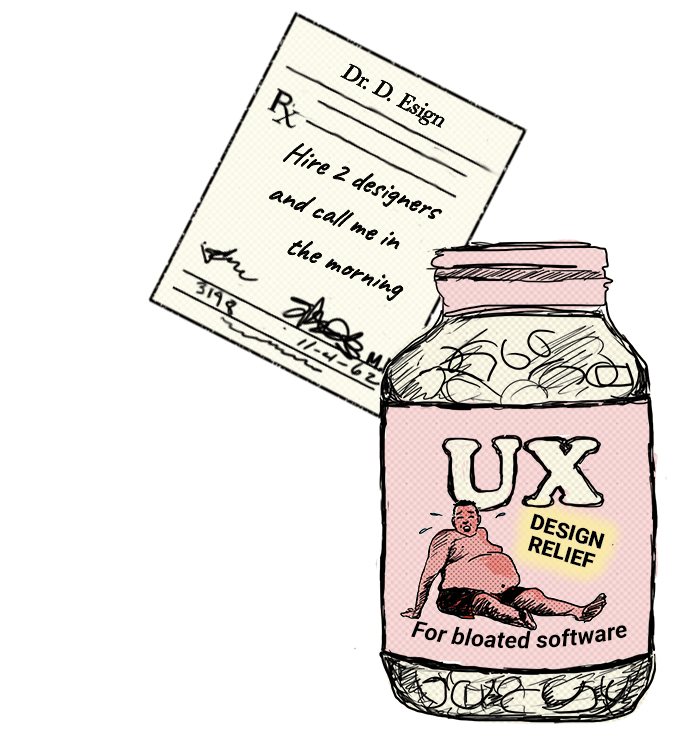 Dr. D. Esign
Rx
Hire 2 designers
and call me in
the morning
3198
11-4-62
UX
DESIGN
RELIEF
For bloated software